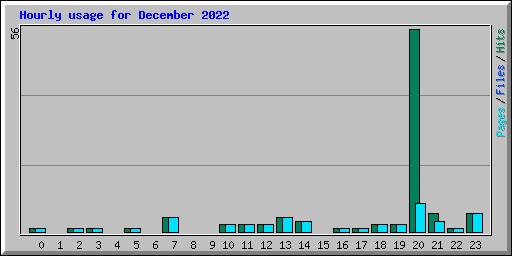 Hourly usage for December 2022
56
Pages/Files/Hits
0 1 2 3 4 5 6 7 8 9 10 11 12 13 14 15 16 17 18 19 20 21 22 23